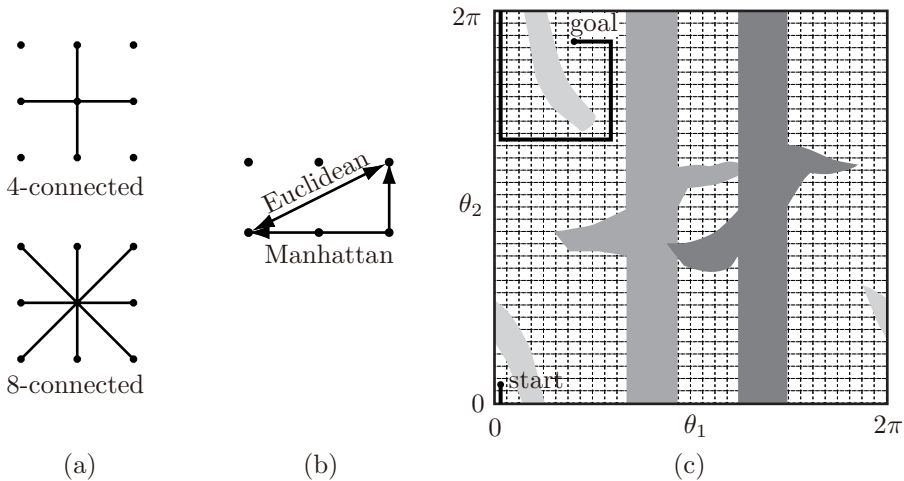 4-connected
8-connected
(a)
Euclidean
Manhattan
(b)
2π
goal
θ2
start
0
0
θ1
2π
(c)